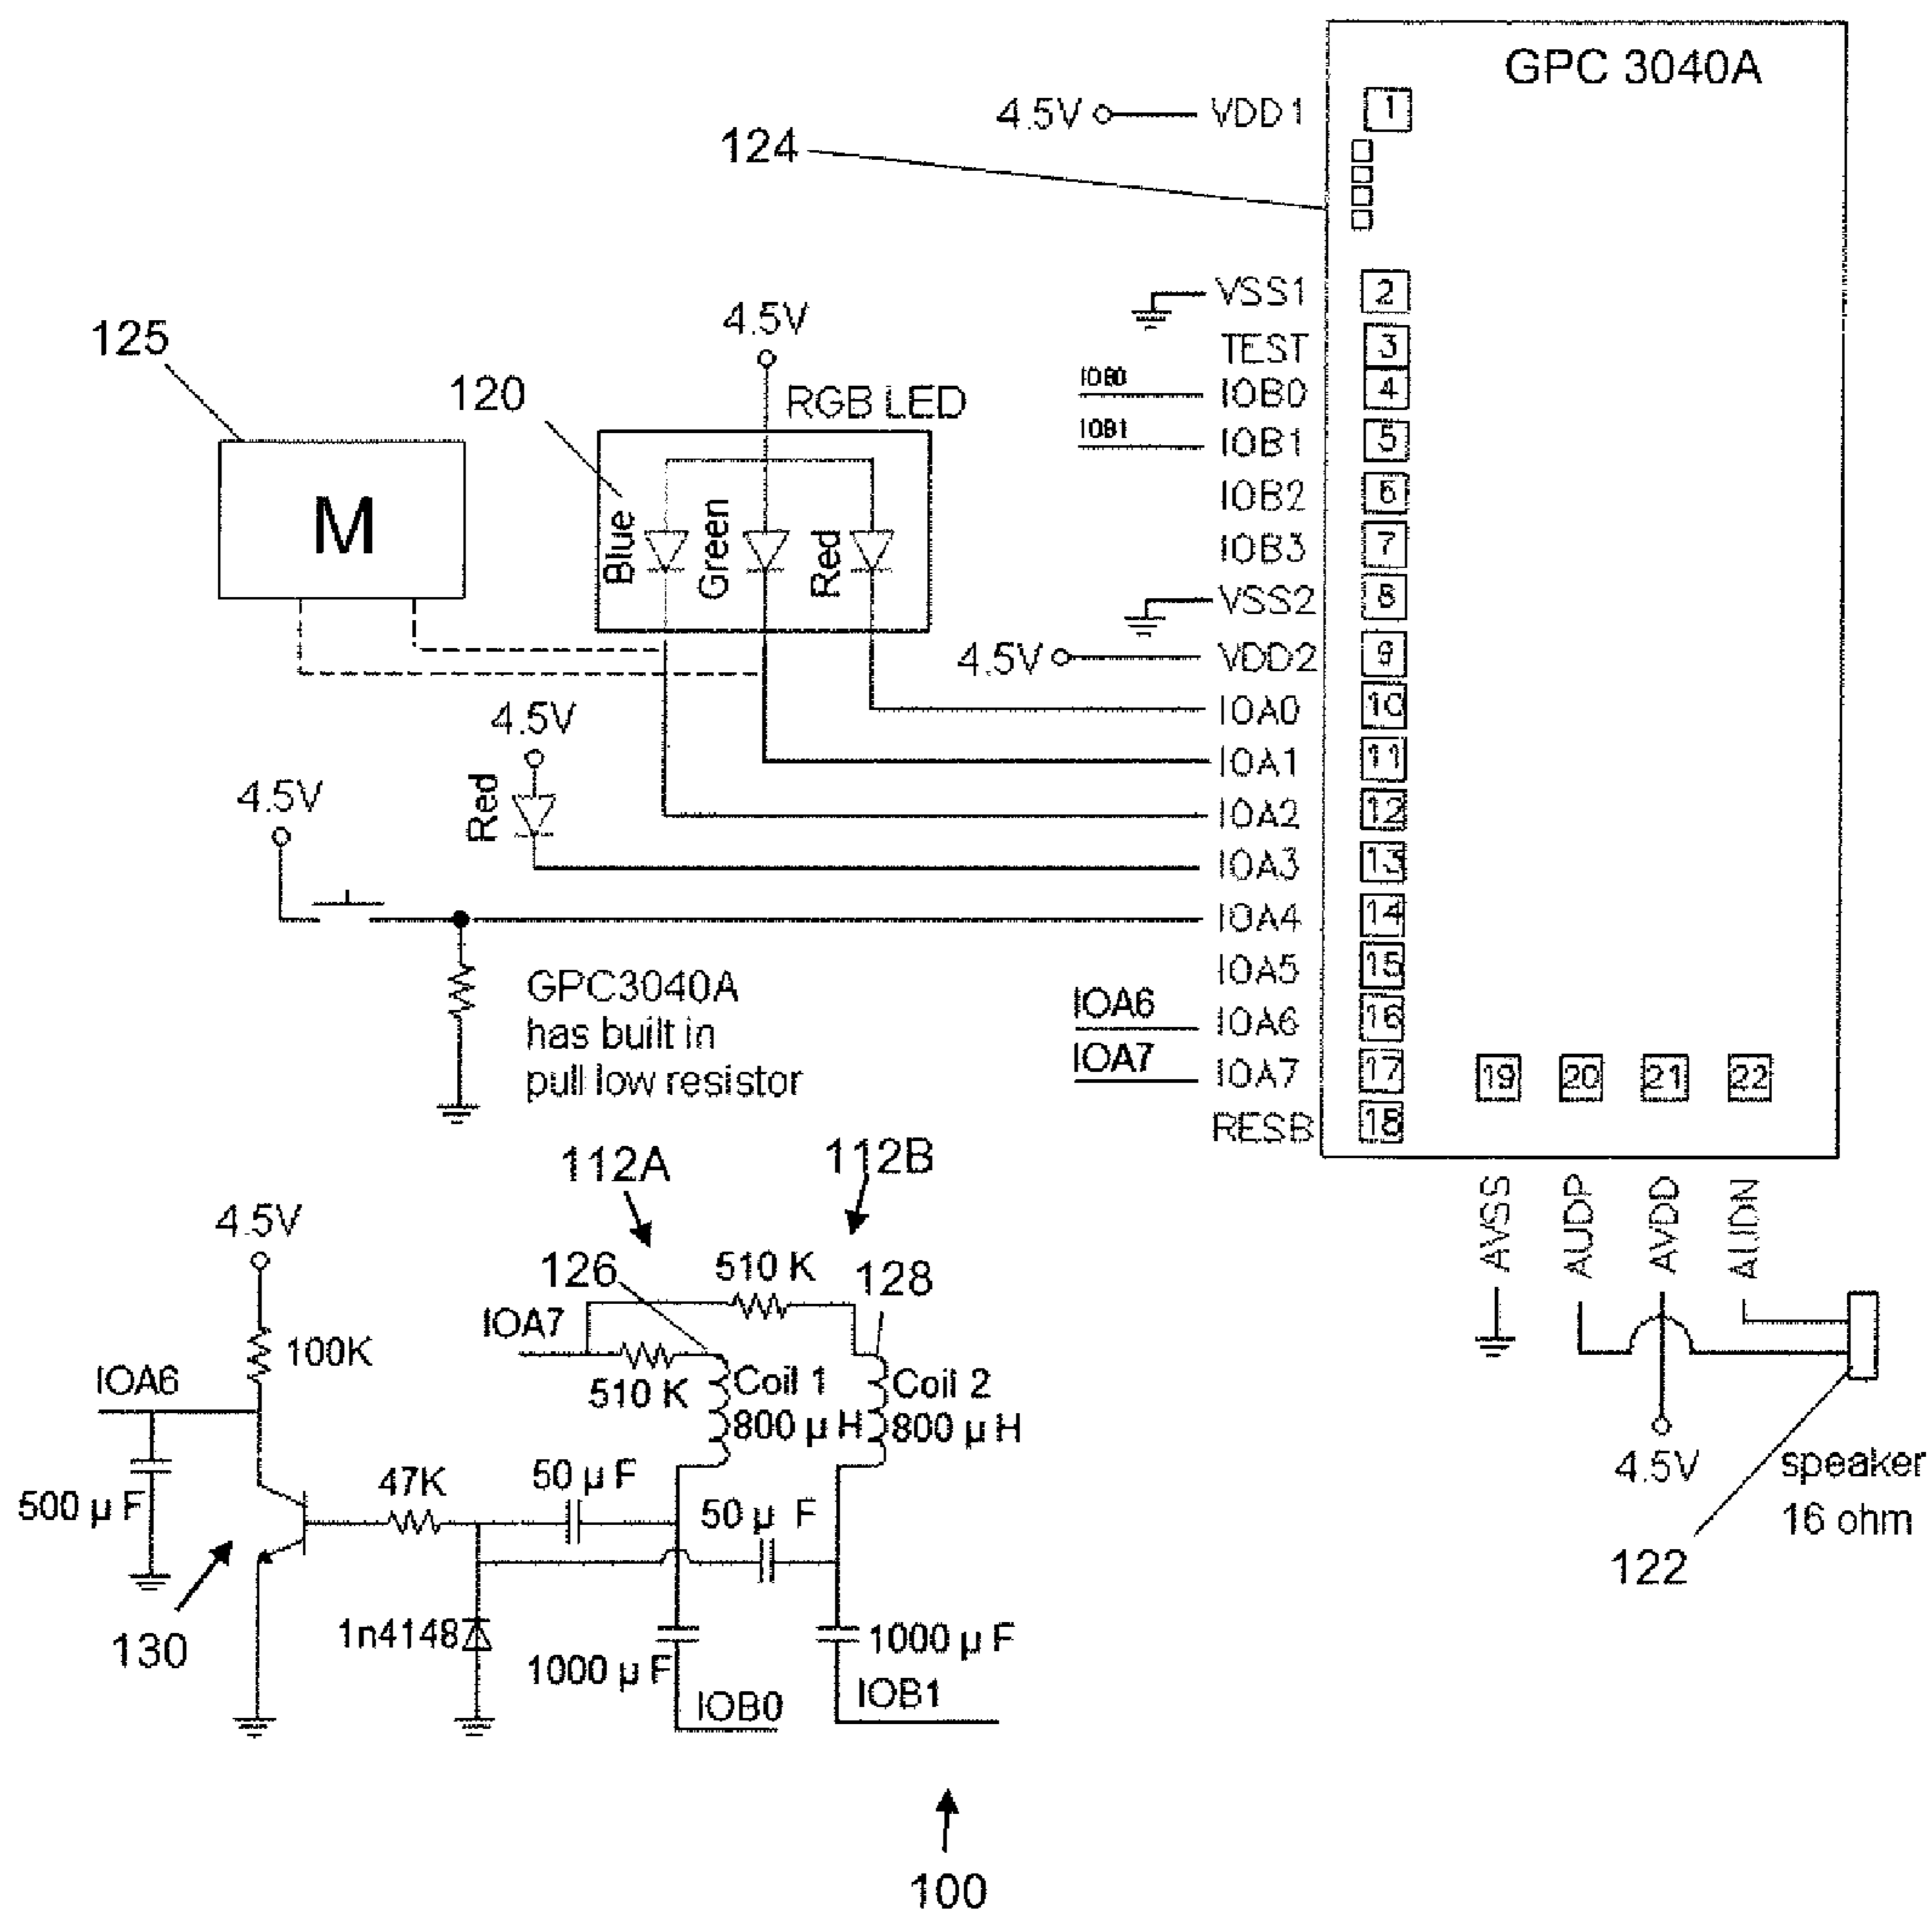 GPC 3040A
4.5V
VDD1
1
124
VSS1
2
4.5V
TEST
3
125
IOB0
IOB0
4
120
RGB LED
IOB1
IOB1
5
M
Blue
Green
Red
IOB2
6
IOB3
7
VSS2
8
4.5V
VDD2
9
IOA0
10
4.5V
IOA1
11
4.5V
Red
IOA2
12
IOA3
13
IOA4
14
GPC3040A
has built in
pull low resistor
IOA5
15
IOA6
IOA6
16
IOA7
IOA7
17
19
20
21
22
RESB
18
112A
112B
AVSS
AUDP
AVDD
AUDN
4.5V
126
510 K
128
IOA7
100K
IOA6
510 K
Coil 1
800 µ H
Coil 2
800 µ H
4.5V
speaker
16 ohm
500 µ F
47K
50 µ F
50 µ F
122
130
1n4148
1000 µ F
1000 µ F
IOB0
IOB1
100